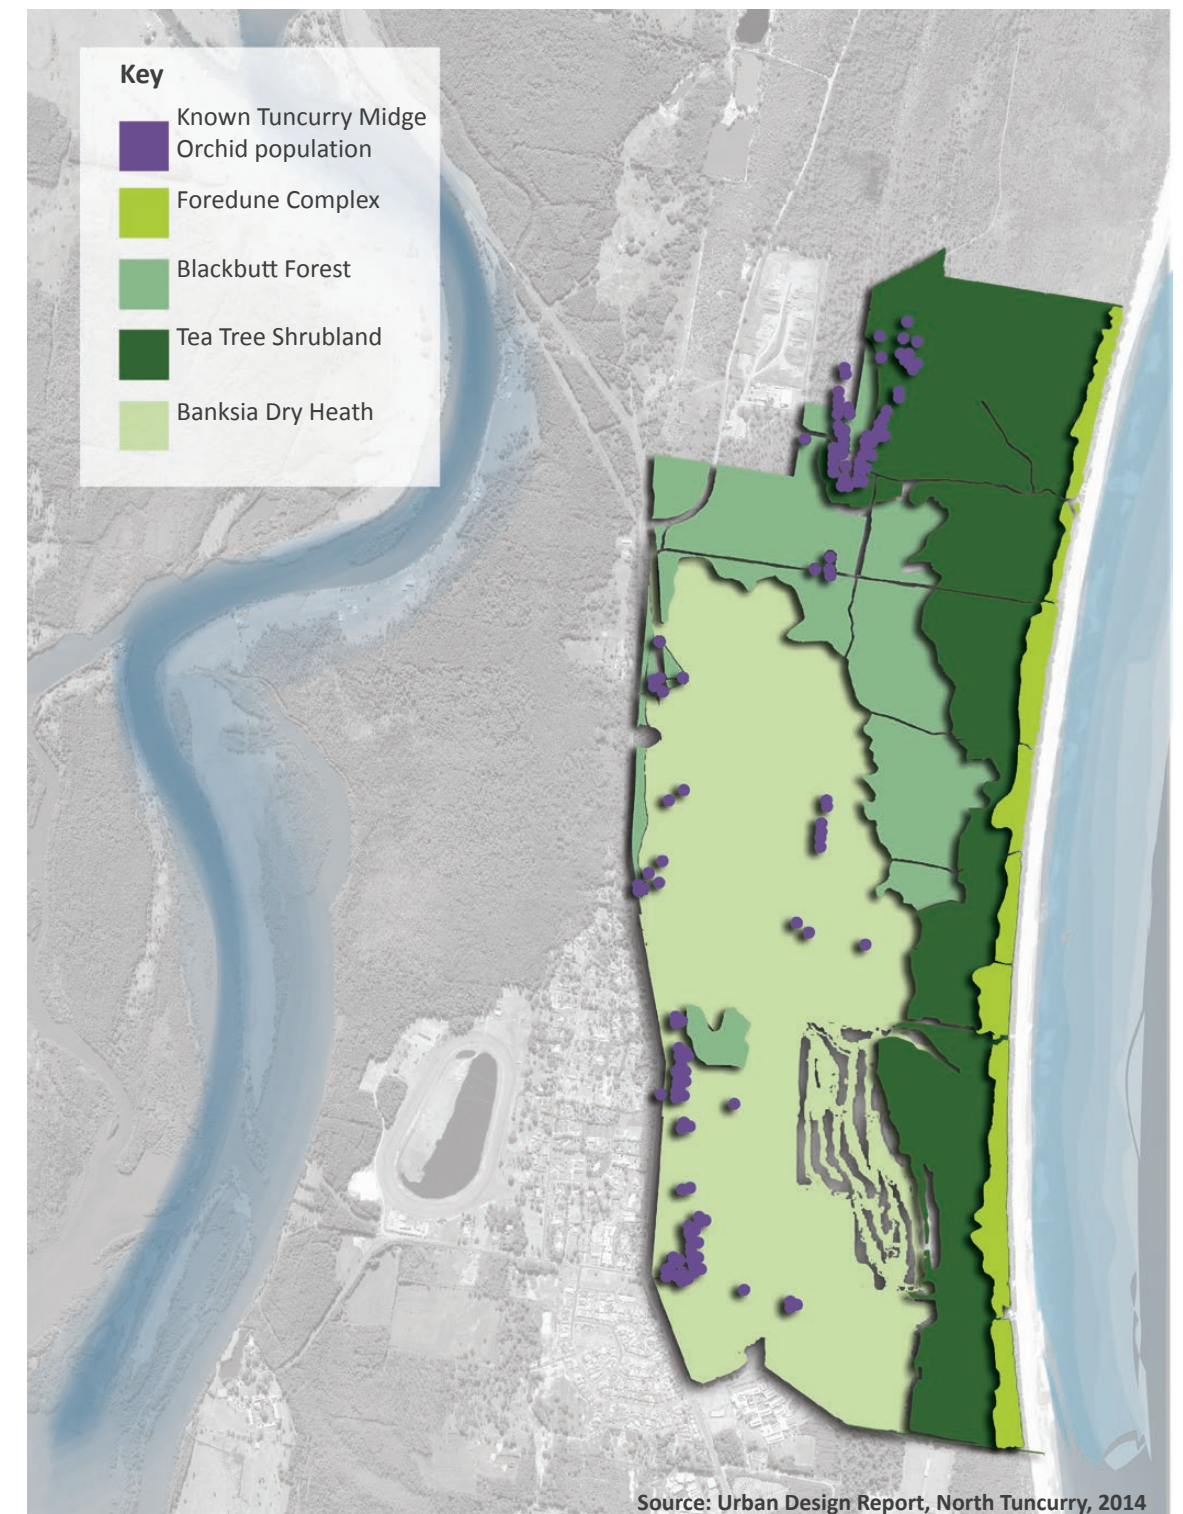 Key
Known Tuncurry Midge
Orchid population
Foredune Complex
Blackbutt Forest
Tea Tree Shrubland
Banksia Dry Heath
Source: Urban Design Report, North Tuncurry, 2014